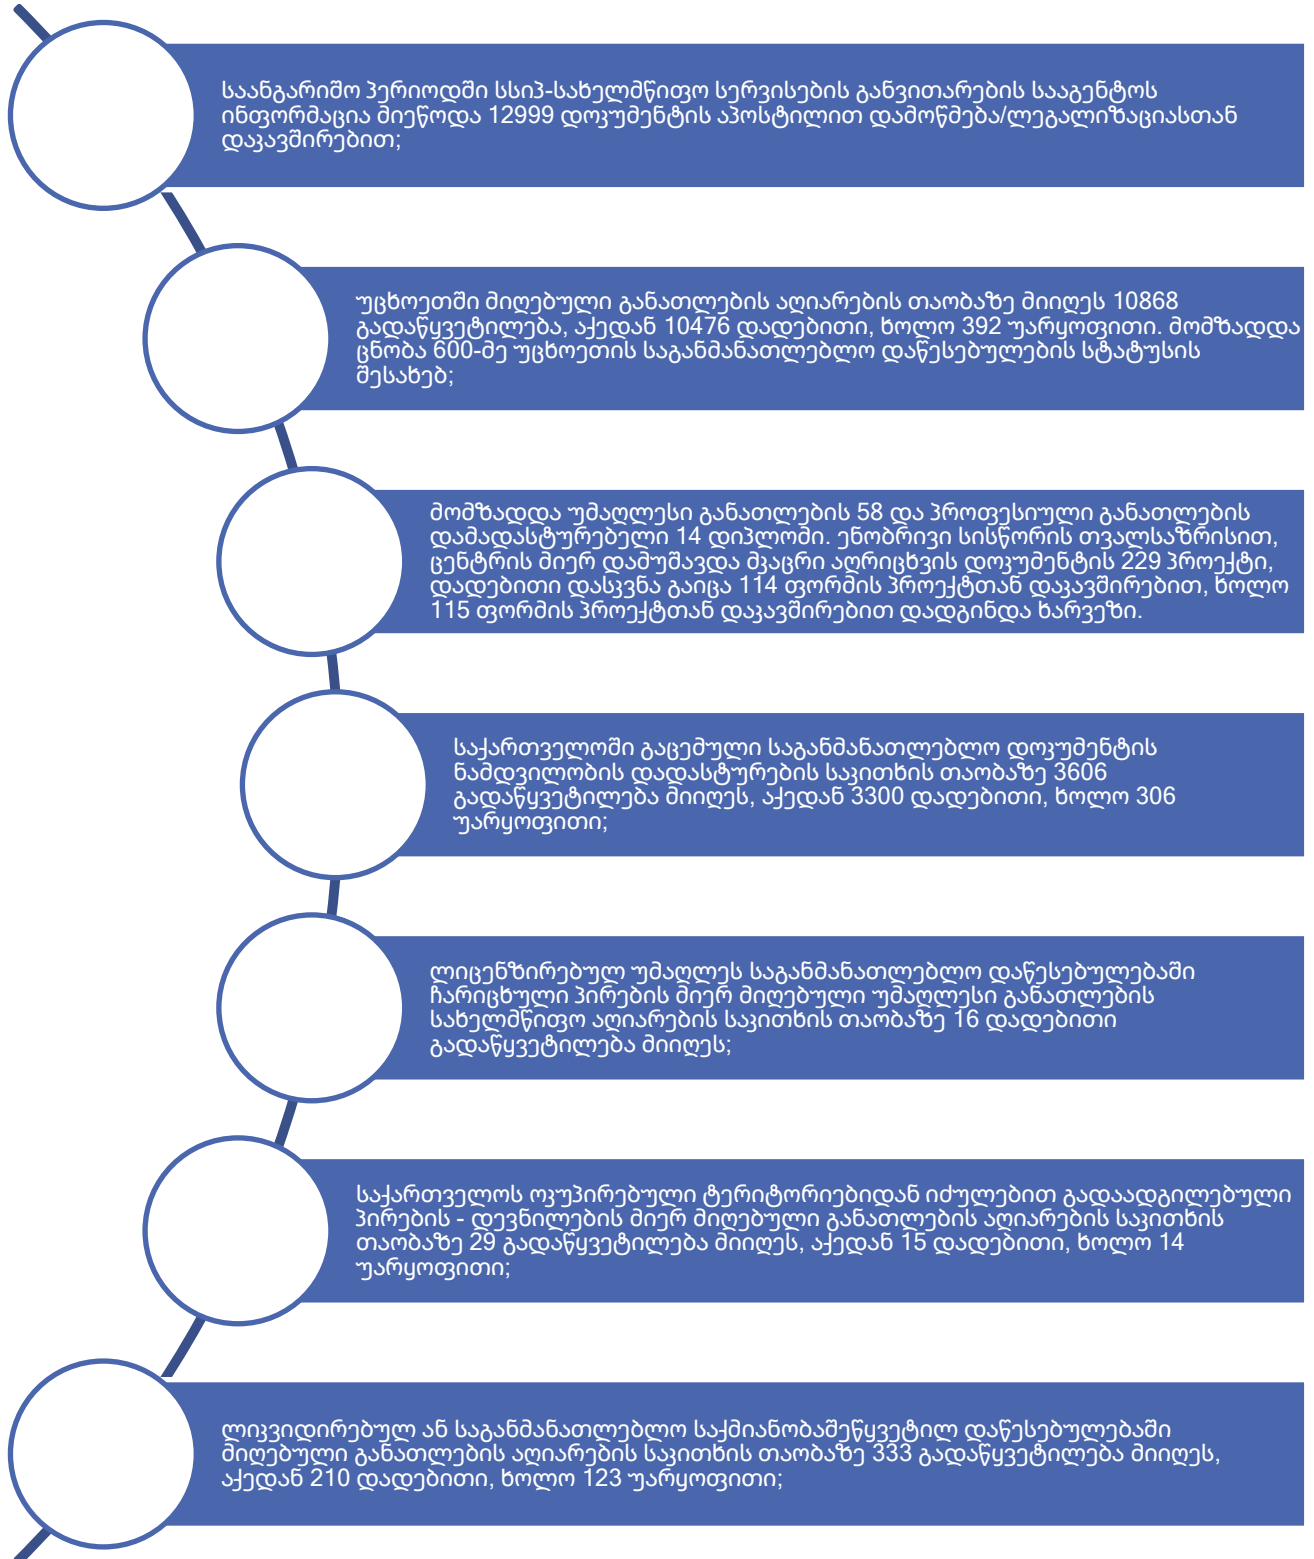 საანგარიშო პერიოდში სსიპ-სახელმწიფო სერვისების განვითარების სააგენტოს
ინფორმაცია მიეწოდა 12999 დოკუმენტის აპოსტილით დამოწმება/ლეგალიზაციასთან
დაკავშირებით;
უცხოეთში მიღებული განათლების აღიარების თაობაზე მიიღეს 10868
გადაწყვეტილება, აქედან 10476 დადებითი, ხოლო 392 უარყოფითი. მომზადდა
ცნობა 600-მე უცხოეთის საგანმანათლებლო დაწესებულების სტატუსის
შესახებ;
მომზადდა უმაღლესი განათლების 58 და პროფესიული განათლების
დამადასტურებელი 14 დიპლომი. ენობრივი სისწორის თვალსაზრისით,
ცენტრის მიერ დამუშავდა მკაცრი აღრიცხვის დოკუმენტის 229 პროექტი,
დადებითი დასკვნა გაიცა 114 ფორმის პროექტთან დაკავშირებით, ხოლო
115 ფორმის პროექტთან დაკავშირებით დადგინდა ხარვეზი.
საქართველოში გაცემული საგანმანათლებლო დოკუმენტის
ნამდვილობის დადასტურების საკითხის თაობაზე 3606
გადაწყვეტილება მიიღეს, აქედან 3300 დადებითი, ხოლო 306
უარყოფითი;
ლიცენზირებულ უმაღლეს საგანმანათლებლო დაწესებულებაში
ჩარიცხული პირების მიერ მიღებული უმაღლესი განათლების
სახელმწიფო აღიარების საკითხის თაობაზე 16 დადებითი
გადაწყვეტილება მიიღეს;
საქართველოს ოკუპირებული ტერიტორიებიდან იძულებით გადაადგილებული
პირების - დევნილების მიერ მიღებული განათლების აღიარების საკითხის
თაობაზე 29 გადაწყვეტილება მიიღეს, აქედან 15 დადებითი, ხოლო 14
უარყოფითი;
ლიკვიდირებულ ან საგანმანათლებლო საქმიანობაშეწყვეტილ დაწესებულებაში
მიღებული განათლების აღიარების საკითხის თაობაზე 333 გადაწყვეტილება მიიღეს,
აქედან 210 დადებითი, ხოლო 123 უარყოფითი;